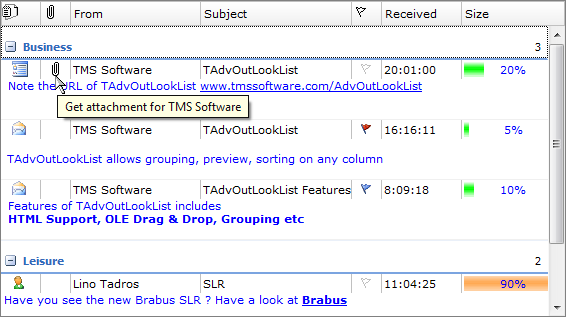 From Subject Received Size
Business 3
TMS Software TAdvOutLookList 20:01:00 20%
Note the URL of TAdvOutLookList www.tmssoftware.com/AdvOutLookList
Get attachment for TMS Software
TMS Software TAdvOutLookList 16:16:11 5%
TAdvOutLookList allows grouping, preview, sorting on any column
TMS Software TAdvOutLookList Features 8:09:18 10%
Features of TAdvOutLookList includes
HTML Support, OLE Drag & Drop, Grouping etc
Leisure 2
Lino Tadros SLR 11:04:25 90%
Have you see the new Brabus SLR ? Have a look at Brabus